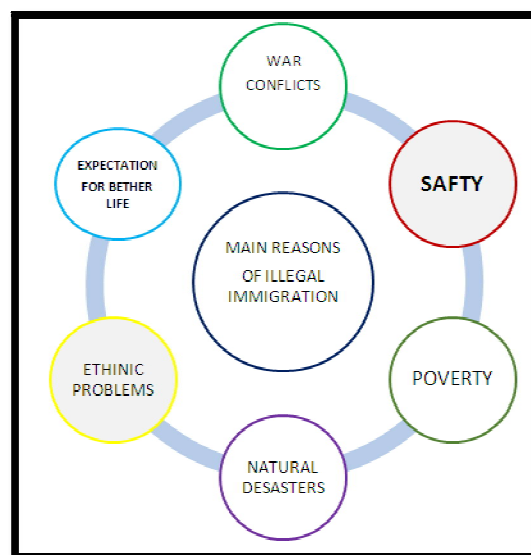 WAR
CONFLICTS
SAFTY
POVERTY
NATURAL
DESASTERS
ETHINIC
PROBLEMS
EXPECTATION
FOR BETHER
LIFE
MAIN REASONS
OF ILLEGAL
IMMIGRATION